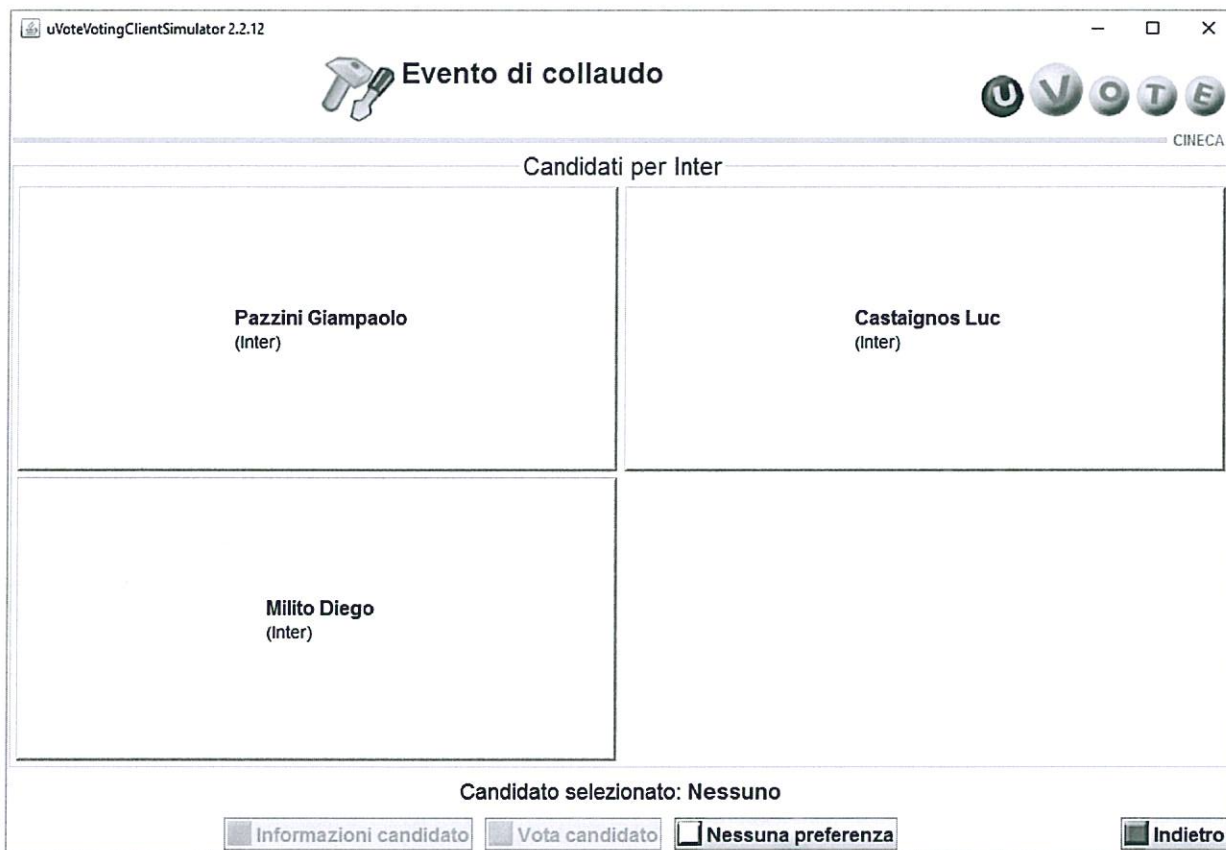 uVoteVotingClientSimulator 2.2.12
Evento di collaudo
U VOTE
CINECA
Candidati per Inter
Pazzini Giampaolo
(Inter)
Castaignos Luc
(Inter)
Milito Diego
(Inter)
Candidato selezionato: Nessuno
Informazioni candidato
Vota candidato
Nessuna preferenza
Indietro